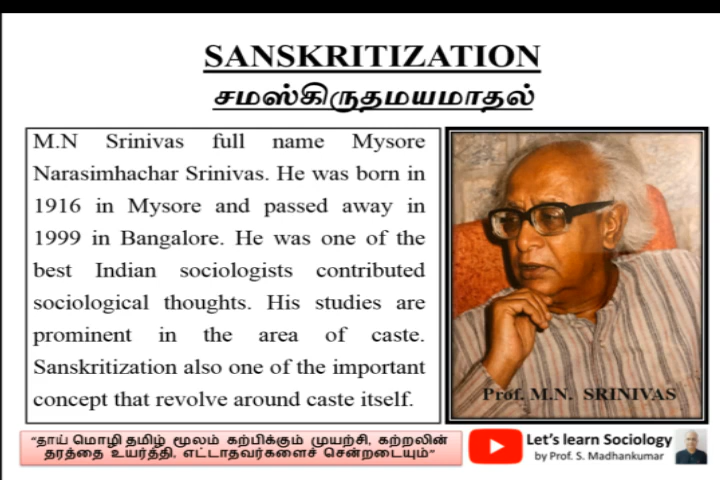 SANSKRITIZATION
சமஸ்கிருதமயமாதல்
M.N Srinivas full name Mysore
Narasimhachar Srinivas. He was born in
1916 in Mysore and passed away in
1999 in Bangalore. He was one of the
best Indian sociologists contributed
sociological thoughts. His studies are
prominent in the area of caste.
Sanskritization also one of the important
concept that revolve around caste itself.
Prof. M.N. SRINIVAS
“தாய் மொழி தமிழ் மூலம் கற்பிக்கும் முயற்சி, கற்றலின்
தரத்தை உயர்த்தி, எட்டாதவர்களைச் சென்றடையும்”
Let's learn Sociology
by Prof. S. Madhankumar